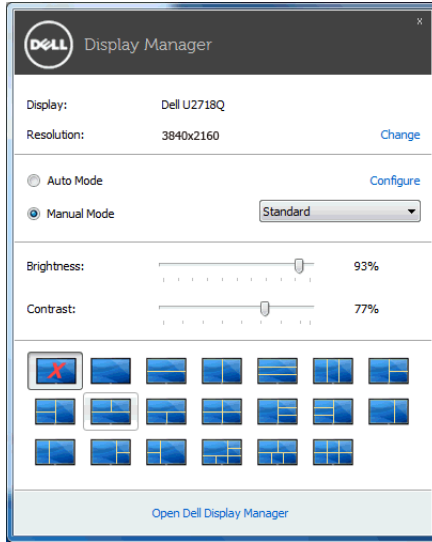 x
DELL Display Manager
Display: Dell U2718Q
Resolution: 3840x2160 Change
Auto Mode Configure
Manual Mode Standard
Brightness: 93%
Contrast: 77%
Open Dell Display Manager